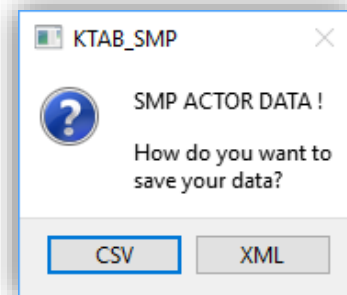 KTAB_SMP
SMP ACTOR DATA !
How do you want to
save your data?
CSV
XML